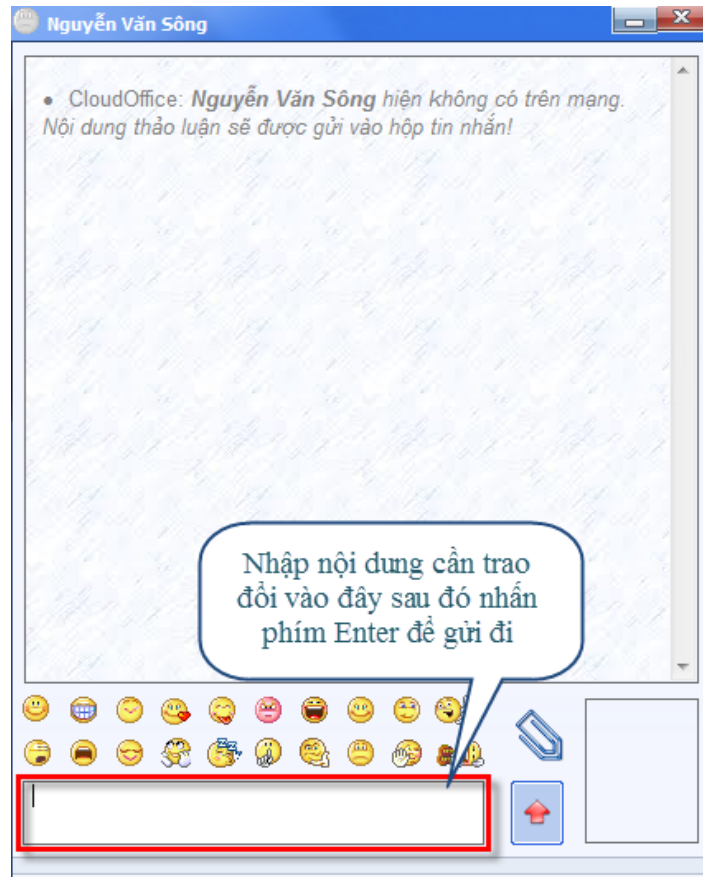 Nguyễn Văn Sông
• CloudOffice: Nguyễn Văn Sông hiện không có trên mạng.
Nội dung thảo luận sẽ được gửi vào hộp tin nhắn!
Nhập nội dung cần trao
đổi vào đây sau đó nhấn
phím Enter để gửi đi